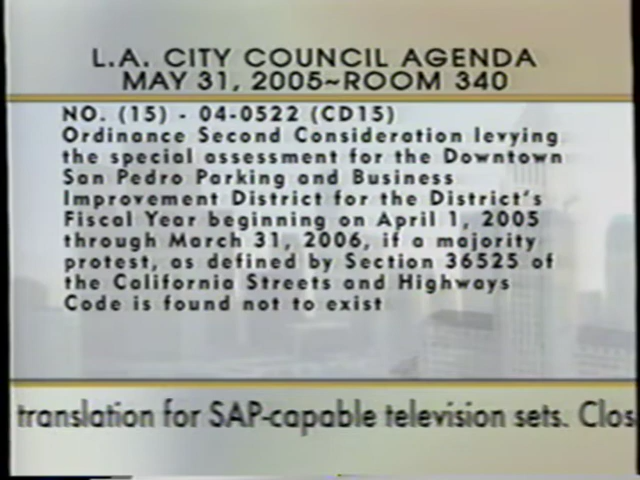 L.A. CITY COUNCIL AGENDA
MAY 31, 2005~ROOM 340
NO. (15) - 04-0522 (CD15)
Ordinance Second Consideration levying
the special assessment for the Downtown
San Pedro Parking and Business
Improvement District for the District's
Fiscal Year beginning on April 1, 2005
through March 31, 2006, if a majority
protest, as defined by Section 36525 of
the California Streets and Highways
Code is found not to exist
translation for SAP-capable television sets. Clos